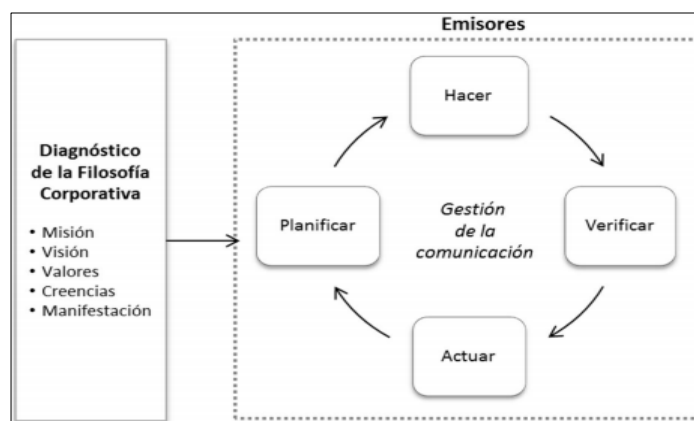 Emisores
Diagnóstico
de la Filosofía
Corporativa
• Misión
• Visión
• Valores
• Creencias
• Manifestación
Hacer
Planificar
Gestión
de la
comunicación
Verificar
Actuar